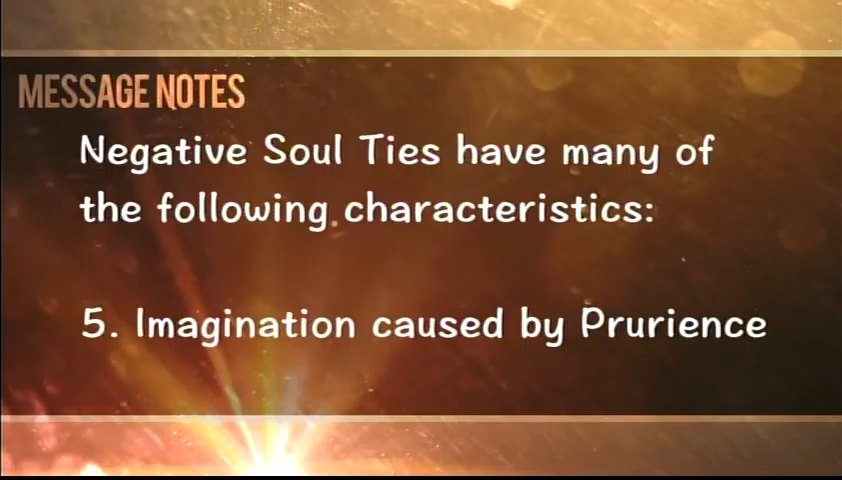 MESSAGE NOTES
Negative Soul Ties have many of
the following characteristics:
5. Imagination caused by Prurience